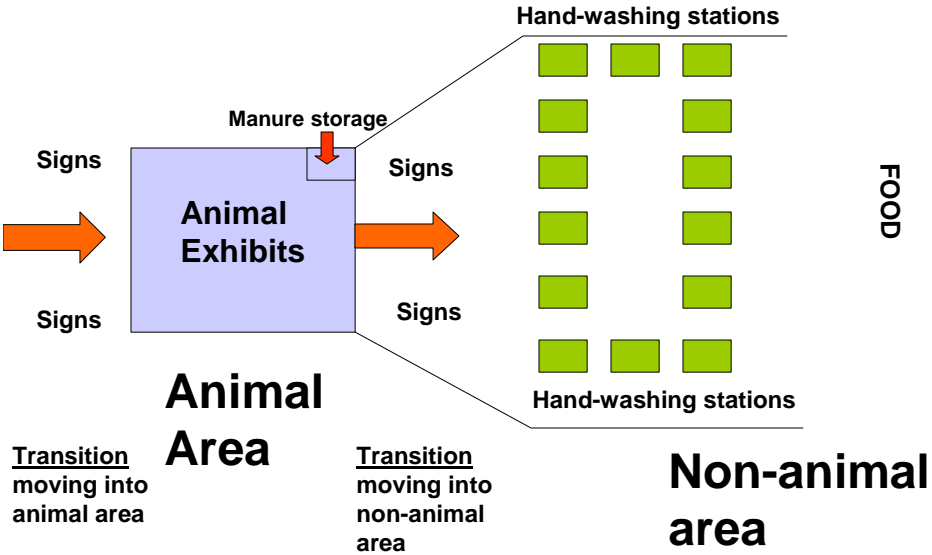 Hand-washing stations
Manure storage
Signs
Signs
Animal
Exhibits
FOOD
Signs
Signs
Hand-washing stations
Animal
Area
Transition
moving into
animal area
Transition
moving into
non-animal
area
Non-animal
area